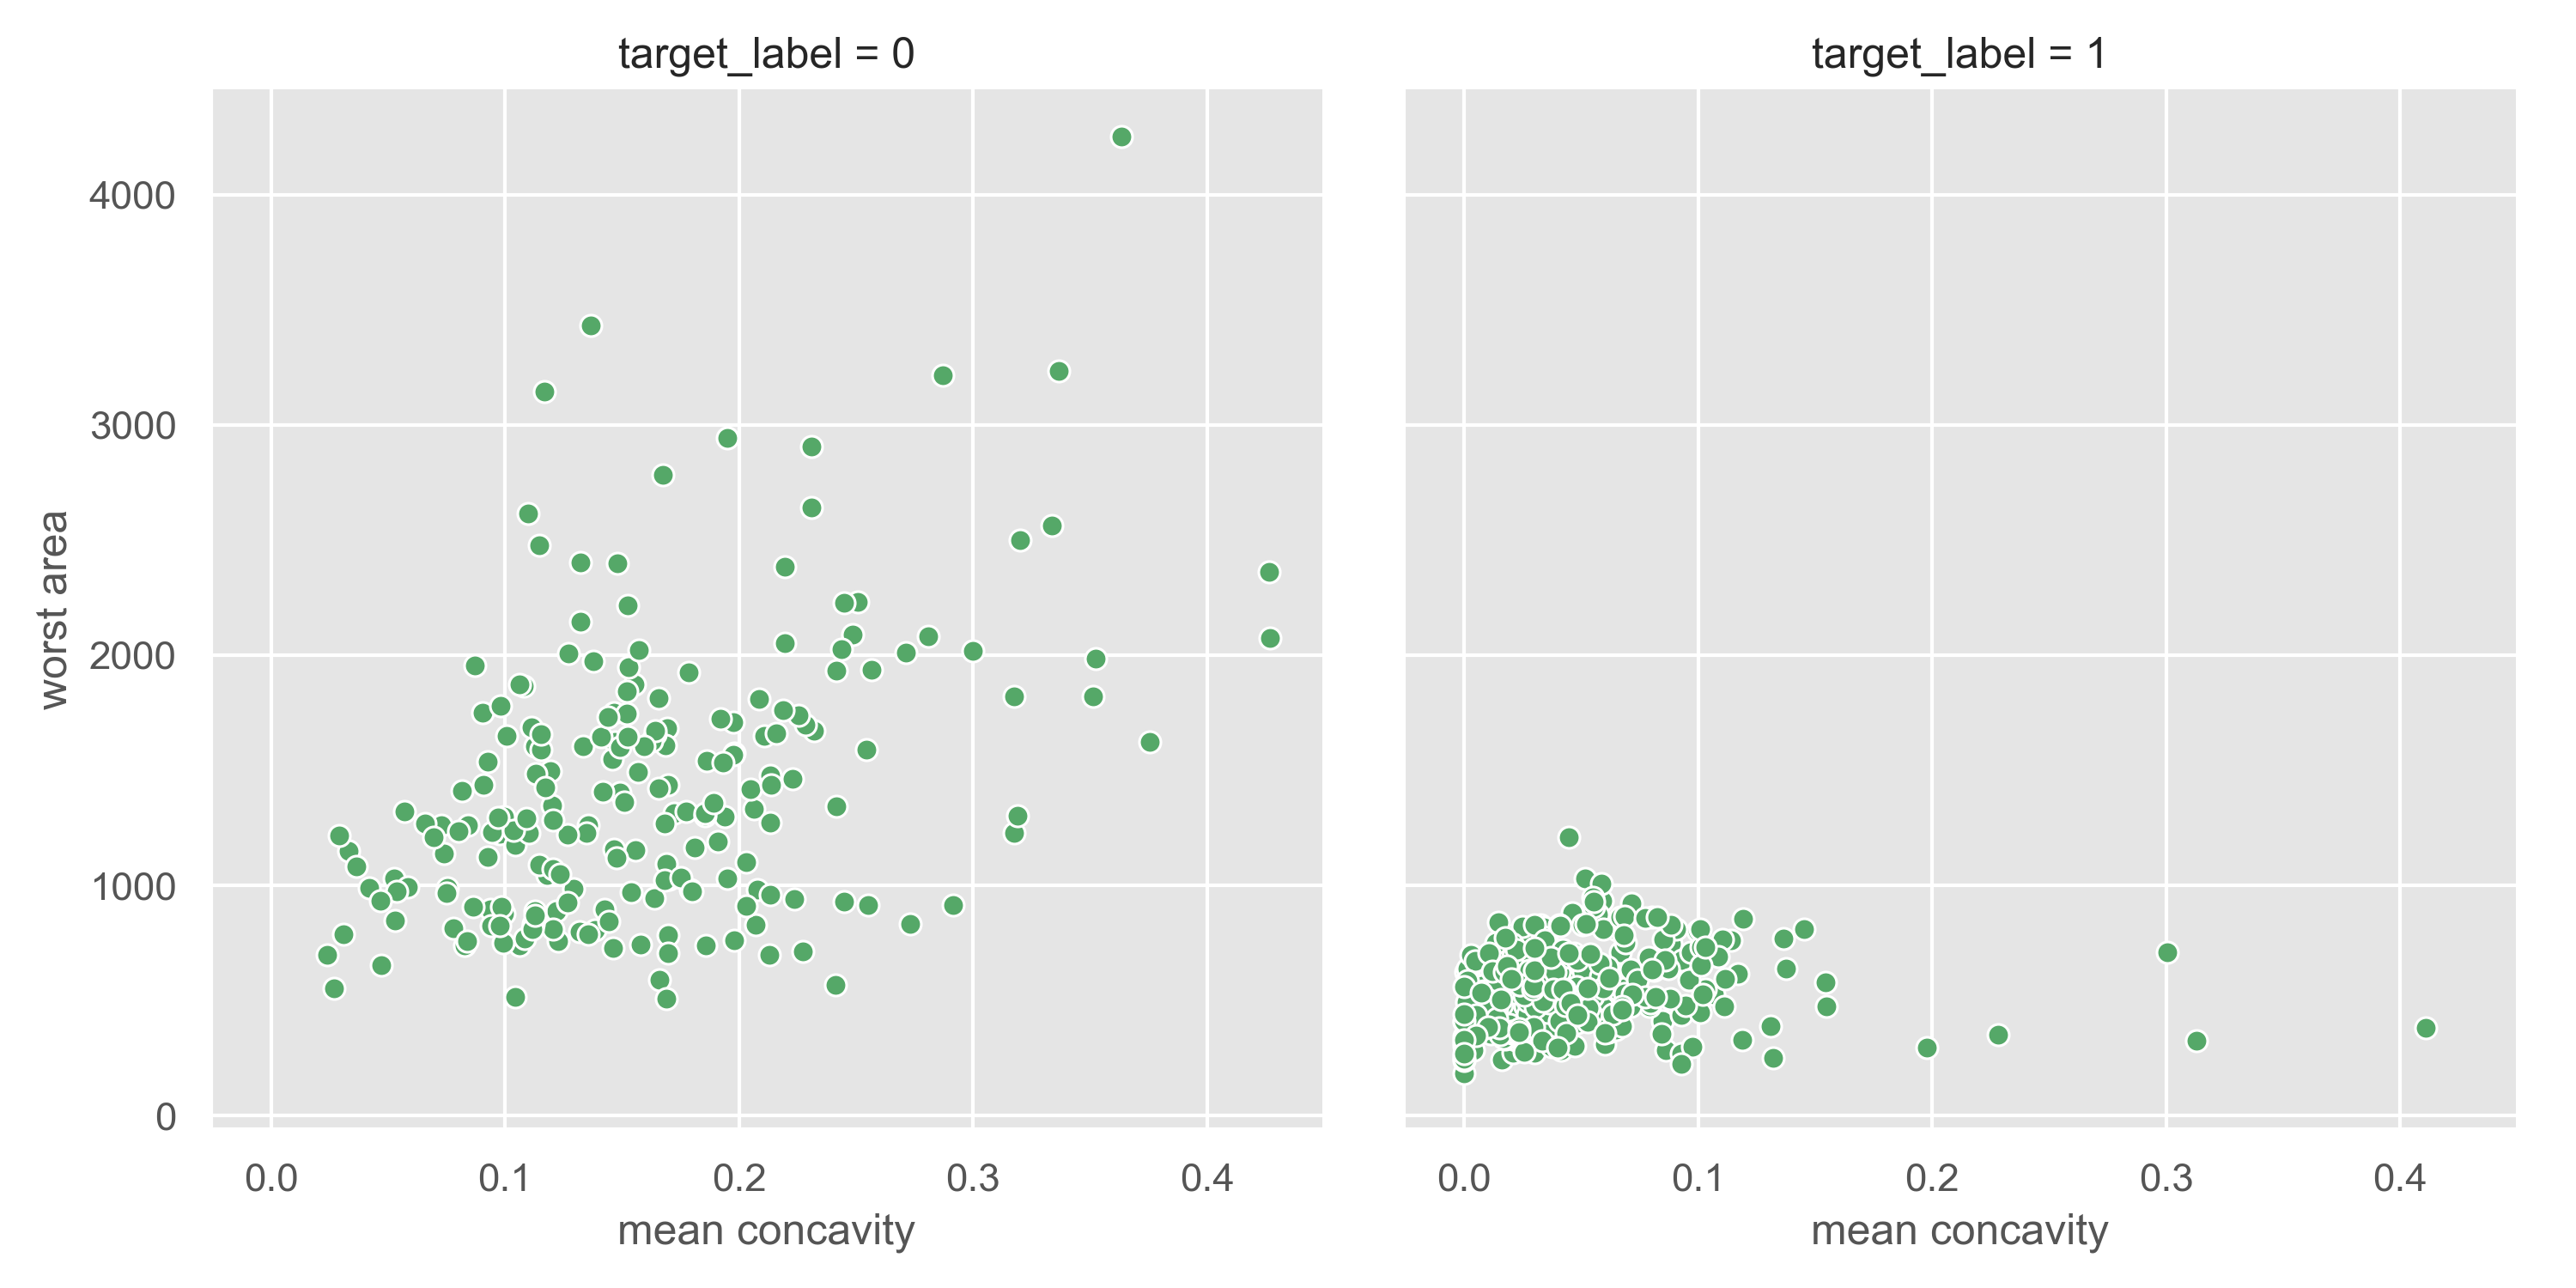 target_label = 0
target_label = 1
4000
3000
2000
1000
0
worst area
0.0 0.1 0.2 0.3 0.4
0.0 0.1 0.2 0.3 0.4
mean concavity
mean concavity